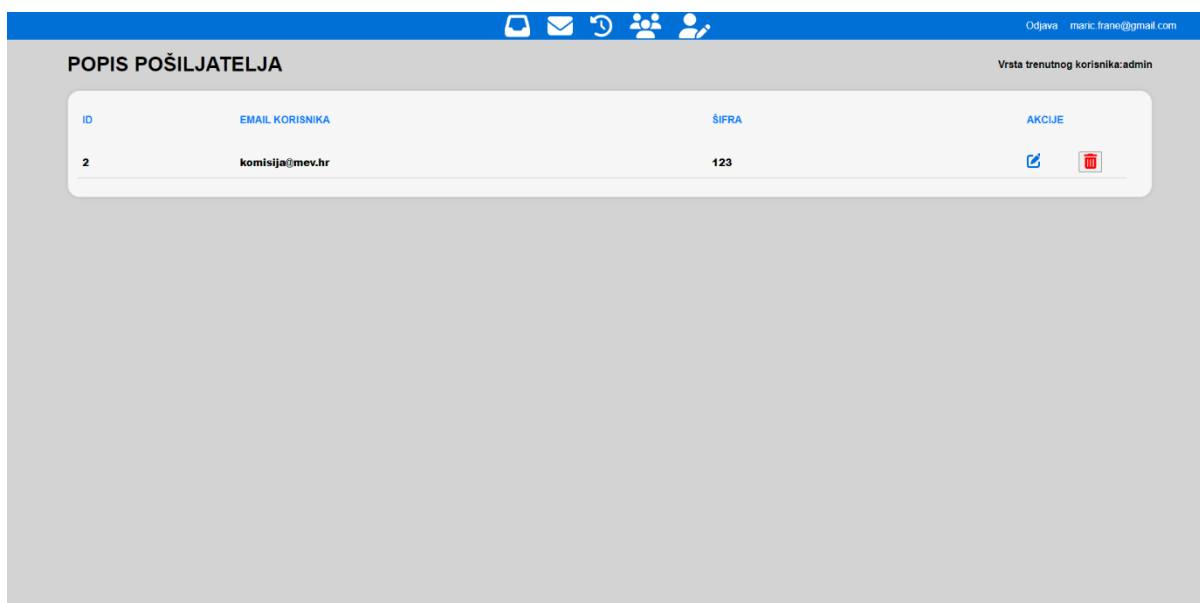 Odjava maric.frane@gmail.com
POPIS POŠILJATELJA
Vrsta trenutnog korisnika:admin
ID EMAIL KORISNIKA ŠIFRA AKCIJE
2 komisija@mev.hr 123